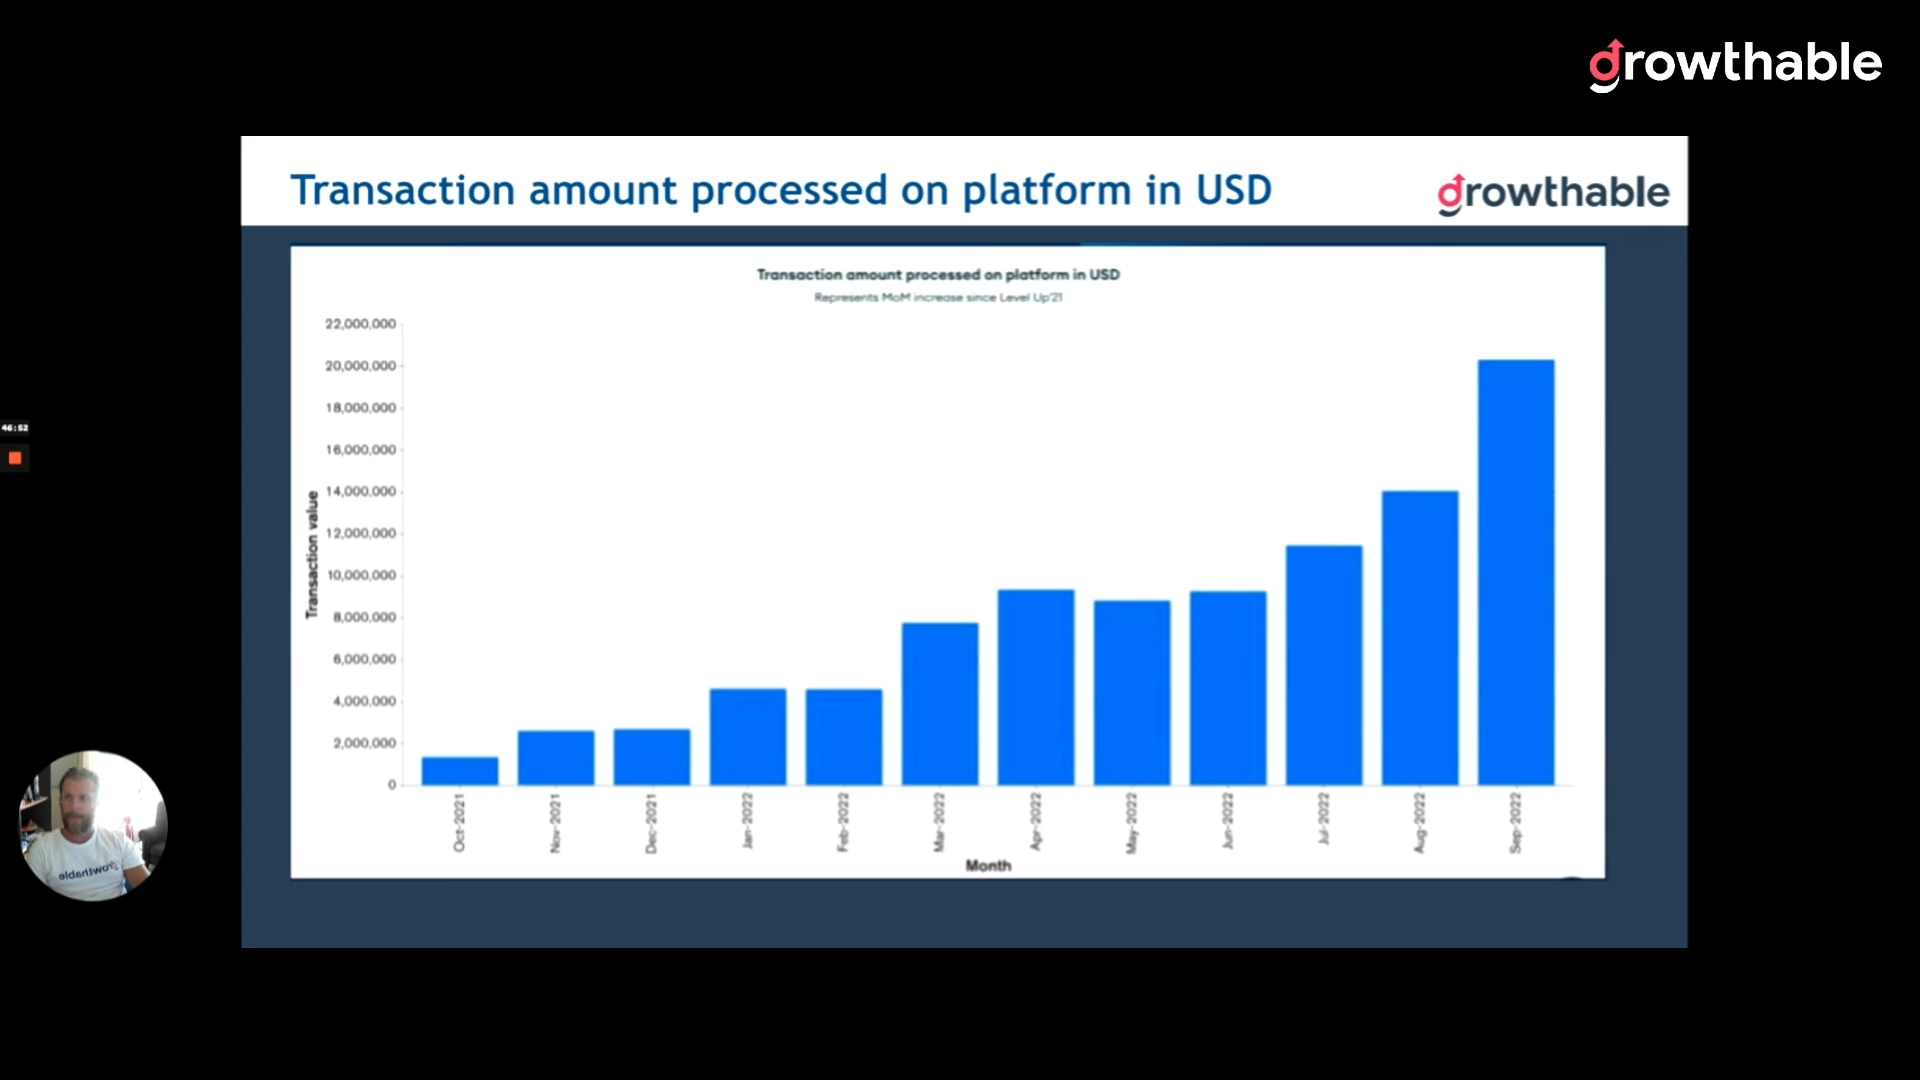 growthable
Transaction amount processed on platform in USD
growthable
Transaction amount processed on platform in USD
Represents MoM increase since Level Up'21
22,000,000
20,000,000
18,000,000
16,000,000
14,000,000
12,000,000
10,000,000
8,000,000
6,000,000
4,000,000
2,000,000
0
Transaction value
Oct-2021
Nov-2021
Dec-2021
Jan-2022
Feb-2022
Mar-2022
Apr-2022
May-2022
Jun-2022
Jul-2022
Aug-2022
Sep-2022
Month
46:52
growthable